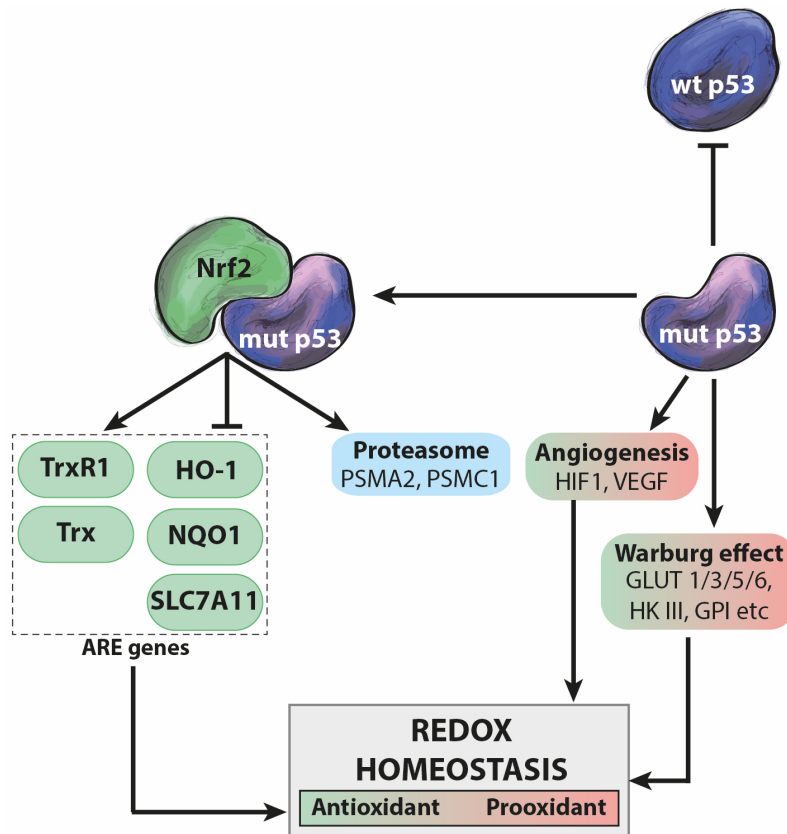 wt p53
Nrf2
mut p53
mut p53
TrxR1
HO-1
Trx
NQO1
SLC7A11
ARE genes
Proteasome
PSMA2, PSMC1
Angiogenesis
HIF1, VEGF
Warburg effect
GLUT 1/3/5/6,
HK III, GPI etc
REDOX
HOMEOSTASIS
Antioxidant Prooxidant